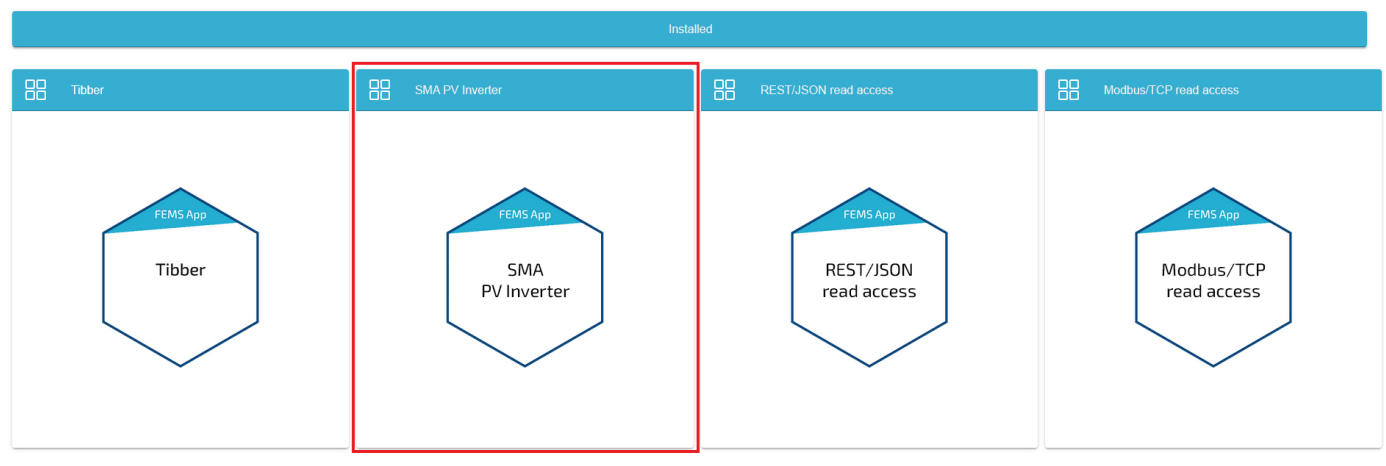 Installed
Tibber
SMA PV Inverter
REST/JSON read access
Modbus/TCP read access
FEMS App
Tibber
FEMS App
SMA
PV Inverter
FEMS App
REST/JSON
read access
FEMS App
Modbus/TCP
read access